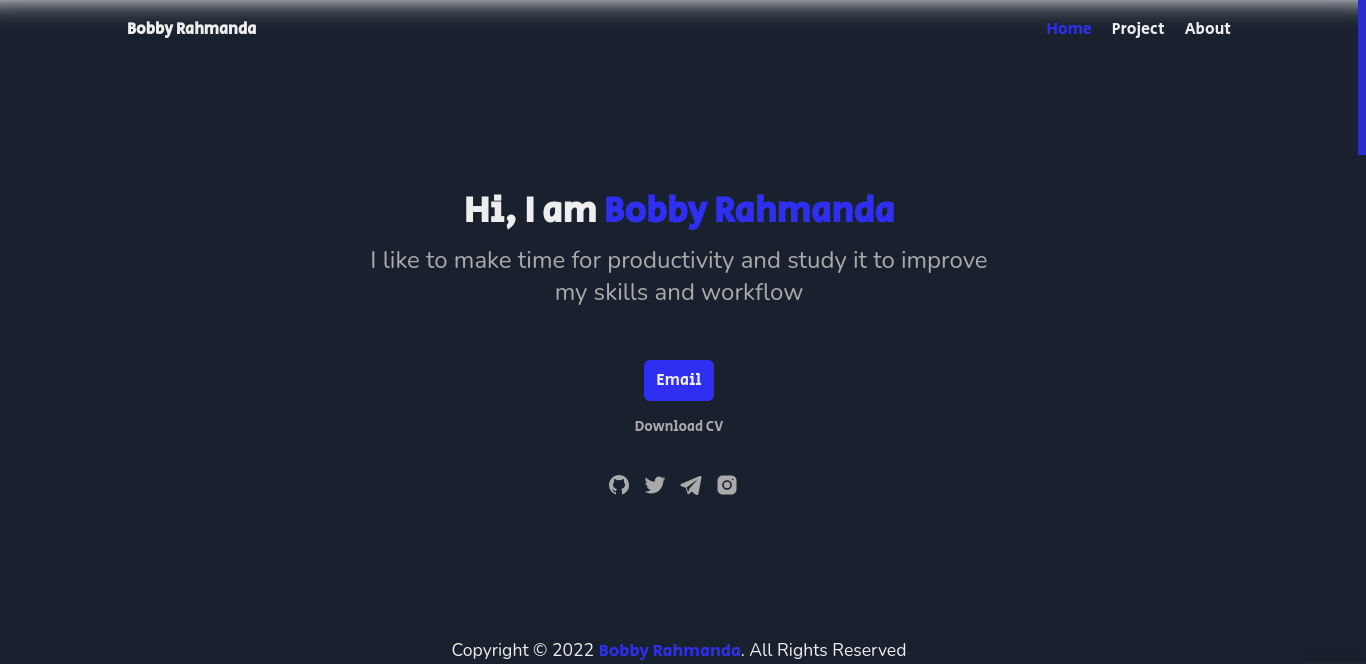 Bobby Rahmanda
Home Project About
Hi, I am Bobby Rahmanda
I like to make time for productivity and study it to improve
my skills and workflow
Email
Download CV
Copyright © 2022 Bobby Rahmanda. All Rights Reserved